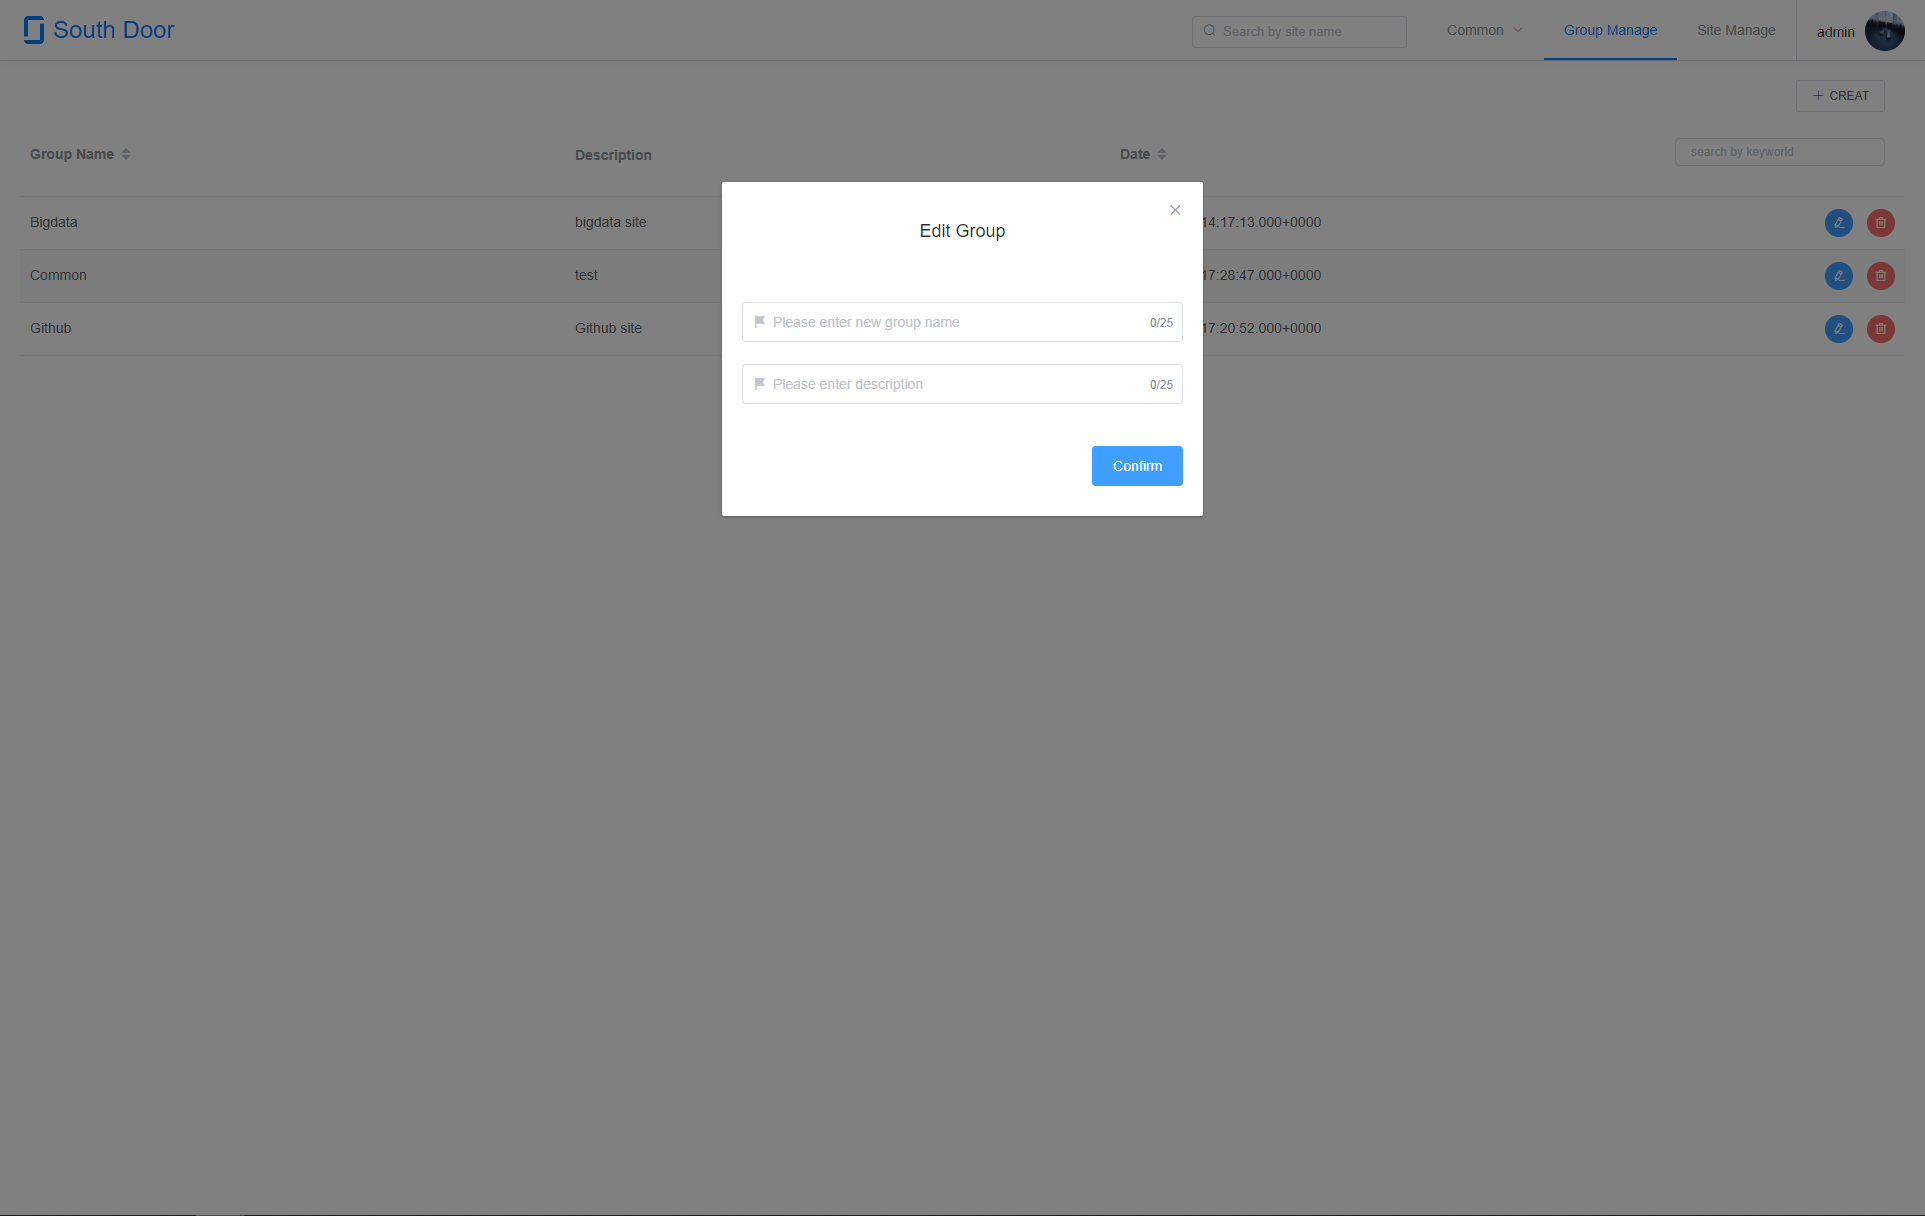 South Door
Search by site name
Common
Group Manage
Site Manage
admin
CREAT
Group Name
Description
Date
search by keyworld
Edit Group
Bigdata
bigdata site
14:17:13.000+0000
Common
test
17:28:47.000+0000
Please enter new group name
0/25
Github
Github site
17:20:52.000+0000
Please enter description
0/25
Confirm